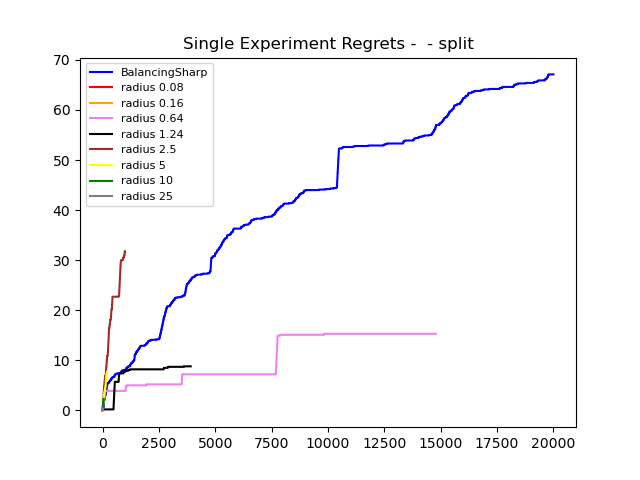 Single Experiment Regrets -  - split
BalancingSharp
radius 0.08
radius 0.16
radius 0.64
radius 1.24
radius 2.5
radius 5
radius 10
radius 25
70
60
50
40
30
20
10
0
0 2500 5000 7500 10000 12500 15000 17500 20000